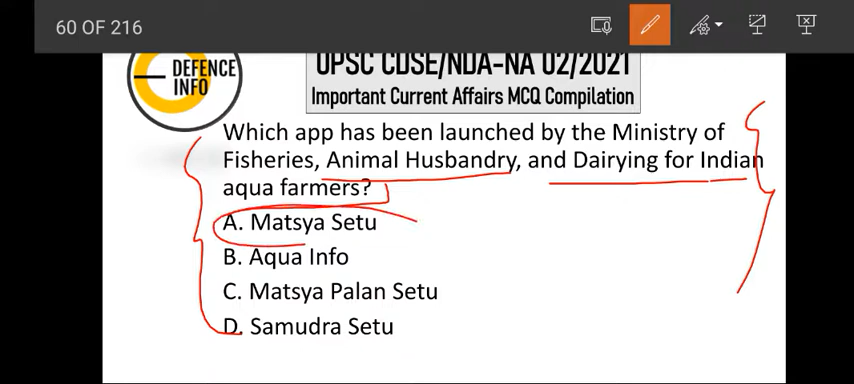 60 OF 216
DEFENCE
INFO
UPSC CDSE/NDA-NA 02/2021
Important Current Affairs MCQ Compilation
Which app has been launched by the Ministry of
Fisheries, Animal Husbandry, and Dairying for Indian
aqua farmers?
A. Matsya Setu
B. Aqua Info
C. Matsya Palan Setu
D. Samudra Setu